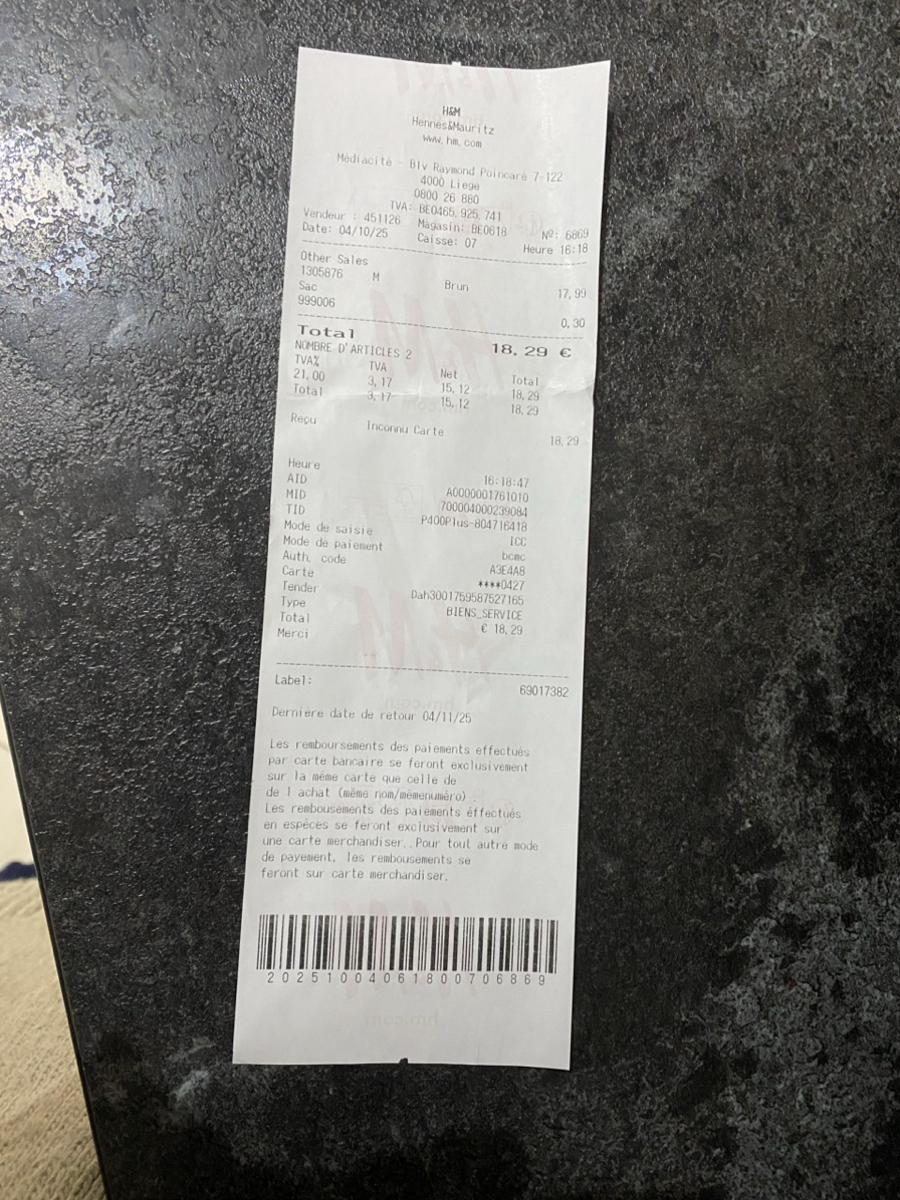 H&M
Hennes&Mauritz
www.hm.com
Médiacité - Blv Raymond Poincaré 7-122
4000 Liege
0800 26 880
TVA: BE0465.925.741
Vendeur : 451126 Magasin: BE0618 Nº: 6869
Date: 04/10/25 Caisse: 07 Heure 16:18
Other Sales
1305876 M Brun 17,99
Sac
999006 0,30
Total 18,29 €
NOMBRE D'ARTICLES 2
TVA% TVA Net Total
21,00 3,17 15,12 18,29
Total 3,17 15,12 18,29
Reçu Inconnu Carte 18,29
Heure 16:18:47
AID A0000001761010
MID 700004000239084
TID P400Plus-804716418
Mode de saisie ICC
Mode de paiement bcmc
Auth. code A3E4A8
Carte ****0427
Tender Dah3001759587527165
Type BIENS_SERVICE
Total € 18,29
Merci
Label: 69017382
Dernière date de retour 04/11/25
Les remboursements des paiements effectués
par carte bancaire se feront exclusivement
sur la même carte que celle de
de l achat (même nom/mêmenuméro) .
Les rembousements des paiements éffectués
en espèces se feront exclusivement sur
une carte merchandiser..Pour tout autre mode
de payement, les rembousements se
feront sur carte merchandiser.
20251004061800706869